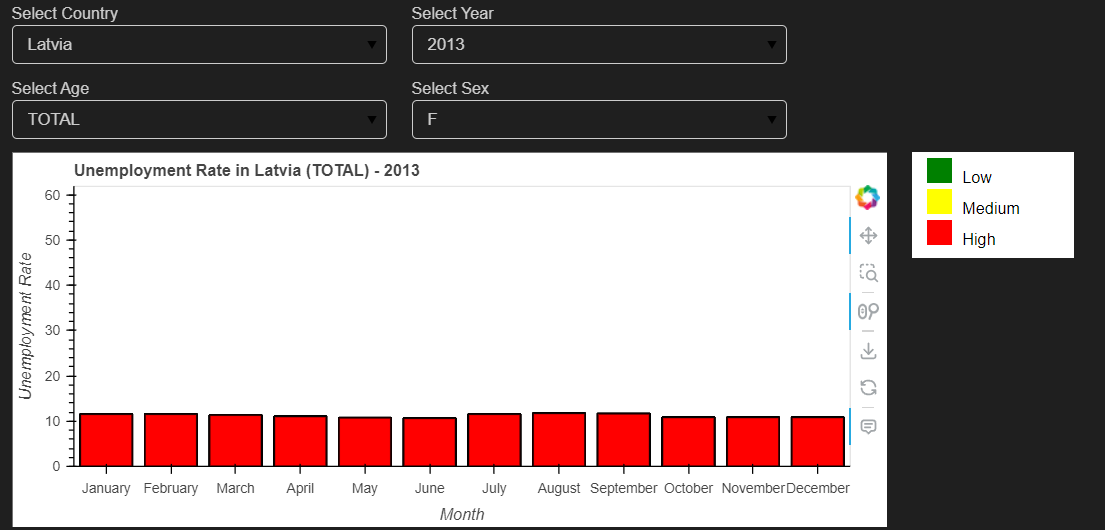 Select Country
Select Year
Latvia
2013
Select Age
Select Sex
TOTAL
F
Unemployment Rate in Latvia (TOTAL) - 2013
Low
Medium
High
60
50
40
30
20
10
0
Unemployment Rate
January February March April May June July August September October November December
Month